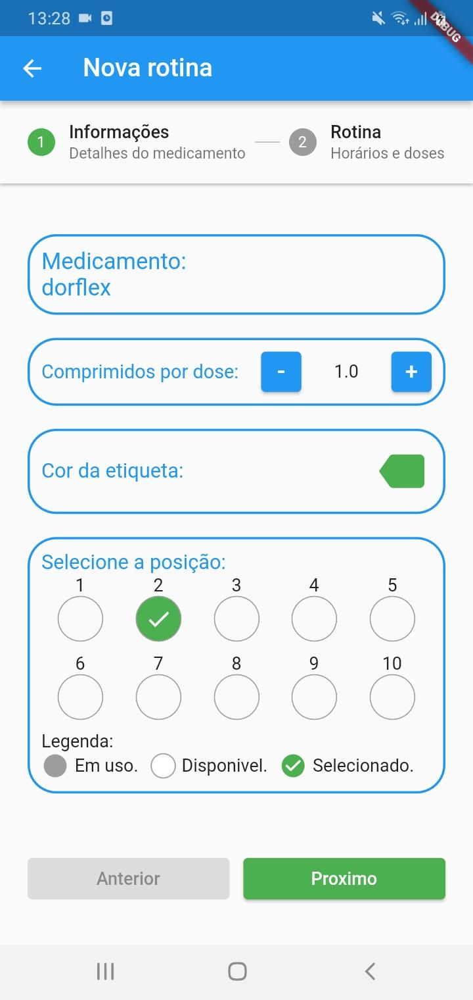 13:28
DEBUG
Nova rotina
1 Informações 2 Rotina
Detalhes do medicamento Horários e doses
Medicamento:
dorflex
Comprimidos por dose: - 1.0 +
Cor da etiqueta:
Selecione a posição:
1 2 3 4 5
6 7 8 9 10
Legenda:
Em uso. Disponivel. Selecionado.
Anterior Proximo